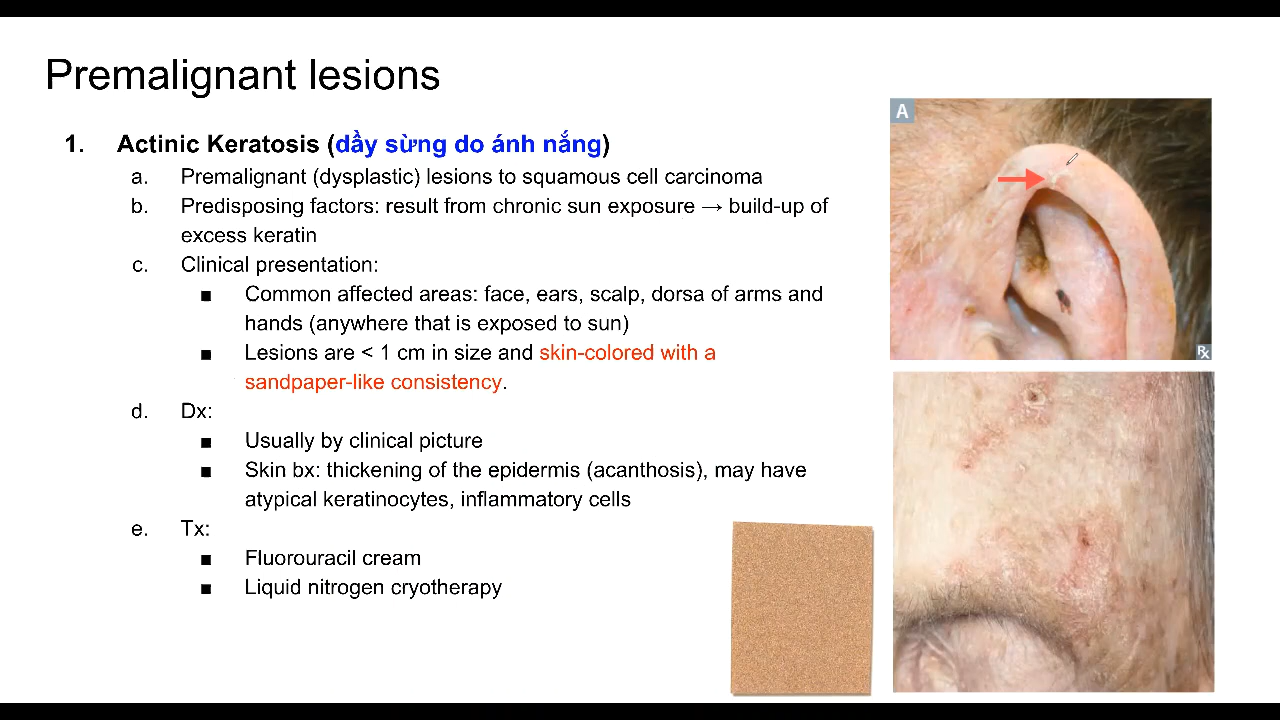 Premalignant lesions
1. Actinic Keratosis (dầy sừng do ánh nắng)
a. Premalignant (dysplastic) lesions to squamous cell carcinoma
b. Predisposing factors: result from chronic sun exposure → build-up of
excess keratin
c. Clinical presentation:
■ Common affected areas: face, ears, scalp, dorsa of arms and
hands (anywhere that is exposed to sun)
■ Lesions are < 1 cm in size and skin-colored with a
sandpaper-like consistency.
d. Dx:
■ Usually by clinical picture
■ Skin bx: thickening of the epidermis (acanthosis), may have
atypical keratinocytes, inflammatory cells
e. Tx:
■ Fluorouracil cream
■ Liquid nitrogen cryotherapy
A
Rx